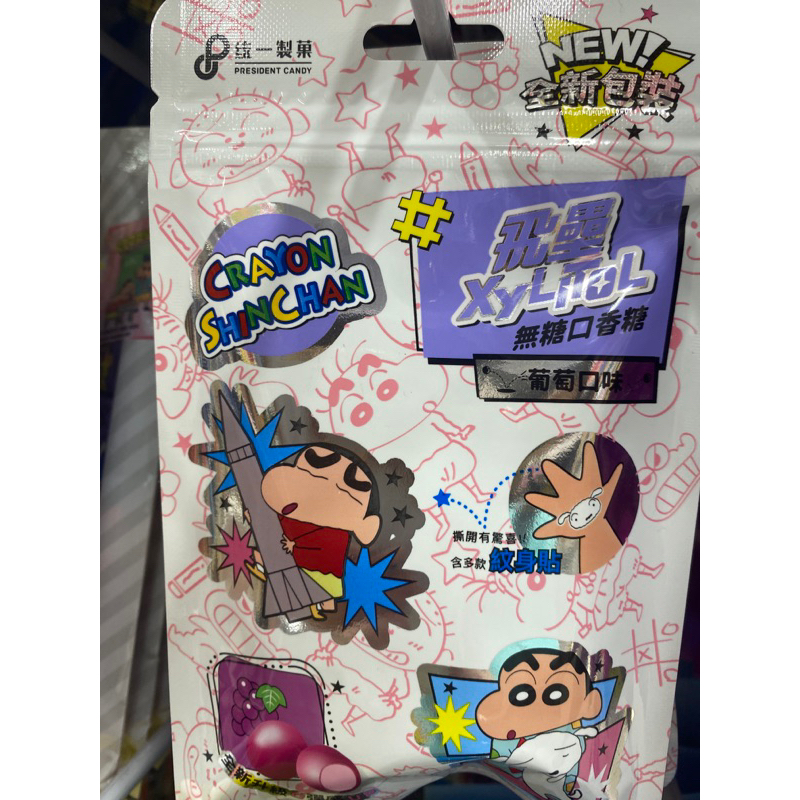 統一製菓
PRESIDENT CANDY
NEW!
全新包裝
CRAYON
SHINCHAN
#
飛壘
XyLiTOL
無糖口香糖
葡萄口味
撕開有驚喜!!
含多款紋身貼